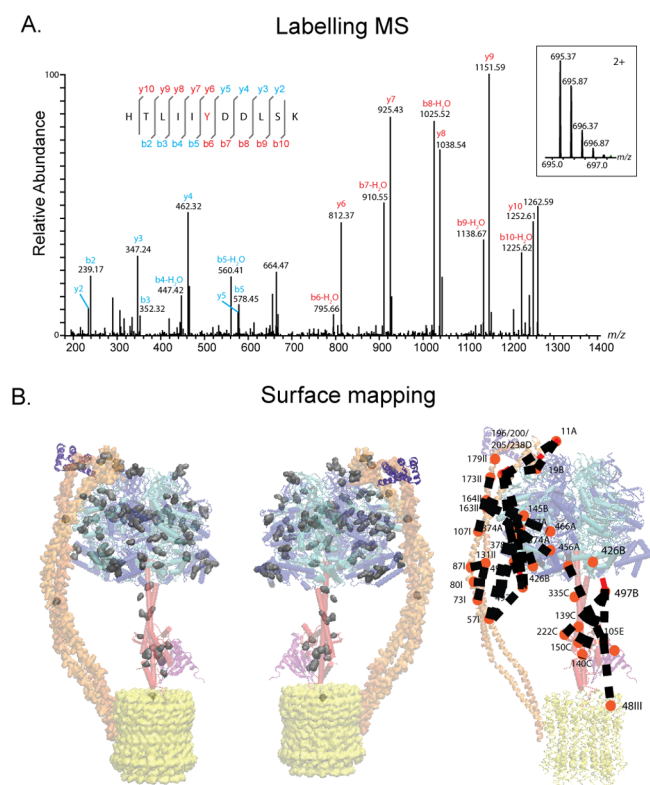 A.
Labelling MS
Relative Abundance
100
0
y10 y9 y8 y7 y6 y5 y4 y3 y2
H T L I I Y D D L S K
b2 b3 b4 b5 b6 b7 b8 b9 b10
y2
b2
239.17
y3
347.24
b3
352.32
b4-H2O
447.42
y4
462.32
b5-H2O
560.41
y5
b5
578.45
664.47
b6-H2O
795.66
y6
812.37
b7-H2O
910.55
y7
925.43
b8-H2O
1025.52
y8
1038.54
b9-H2O
1138.67
y9
1151.59
y10
1252.61
b10-H2O
1225.62
1262.59
2+
695.37
695.87
696.37
696.87
695.0 697.0 m/z
200 300 400 500 600 700 800 900 1000 1100 1200 1300 1400
m/z
B.
Surface mapping
196/200/
205/238D
11A
179II
173II
19B
164II
163II
145B
107I
374A
466A
131II
456A
426B
87I
80I
426B
73I
57I
335C
497B
139C
222C
105E
150C
140C
48III